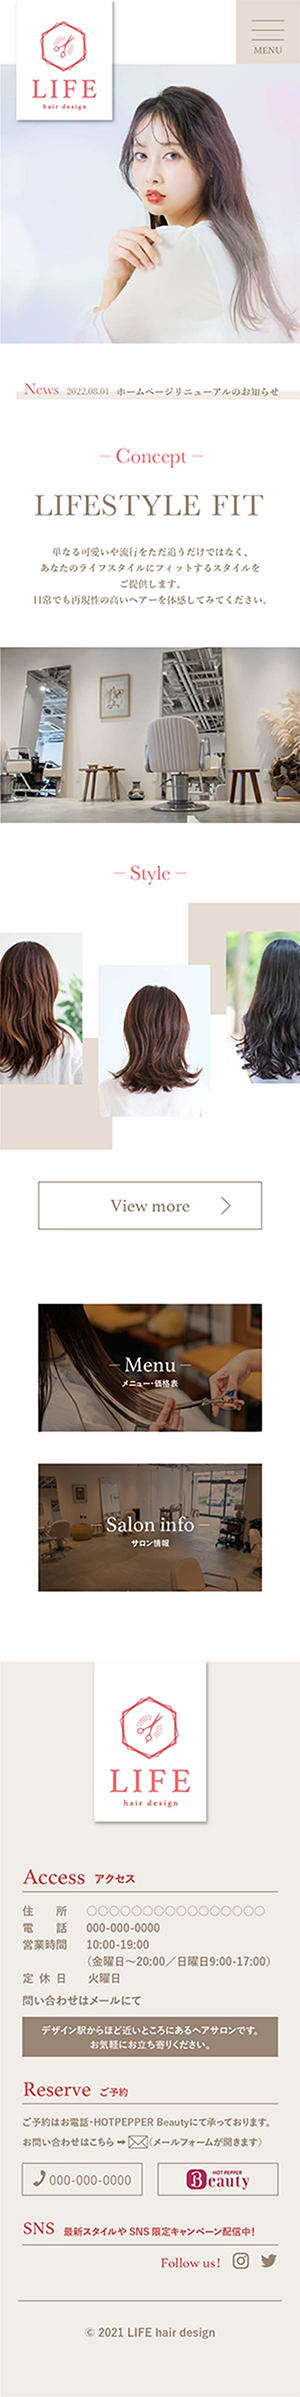 LIFE
hair design
MENU
News 2022.08.01 ホームページリニューアルのお知らせ
– Concept –
LIFESTYLE FIT
単なる可愛いや流行をただ追うだけではなく、
あなたのライフスタイルにフィットするスタイルを
ご提供します。
日常でも再現性の高いヘアーを体感してみてください。
– Style –
View more
– Menu –
メニュー・価格表
– Salon info –
サロン情報
LIFE
hair design
Access アクセス
住 所 ○○○○○○○○○○○○○○○○
電 話 000-000-0000
営業時間 10:00-19:00
（金曜日〜20:00／日曜日9:00-17:00）
定 休 日 火曜日
問い合わせはメールにて
デザイン駅からほど近いところにあるヘアサロンです。
お気軽にお立ち寄りください。
Reserve ご予約
ご予約はお電話・HOTPEPPER Beautyにて承っております。
お問い合わせはこちら➡（メールフォームが開きます）
000-000-0000
HOT PEPPER
Beauty
SNS 最新スタイルや SNS 限定キャンペーン配信中！
Follow us!
© 2021 LIFE hair design